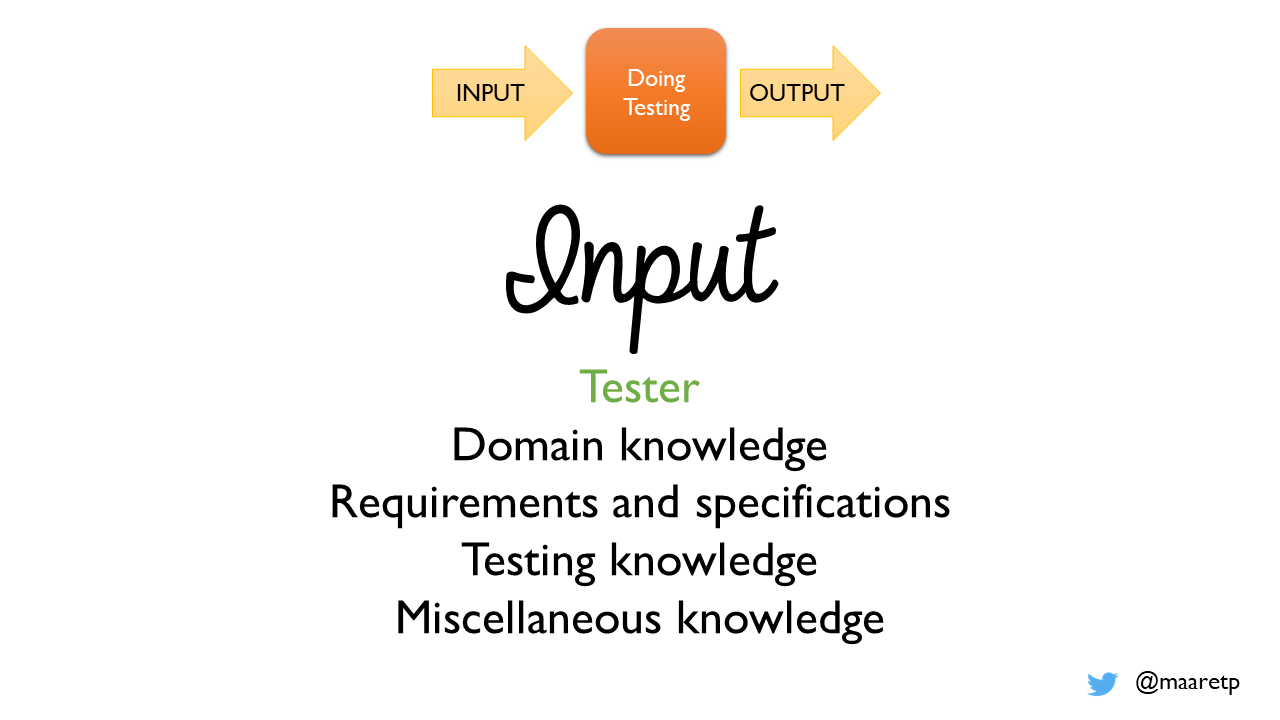 INPUT
Doing
Testing
OUTPUT
Input
Tester
Domain knowledge
Requirements and specifications
Testing knowledge
Miscellaneous knowledge
@maaretp